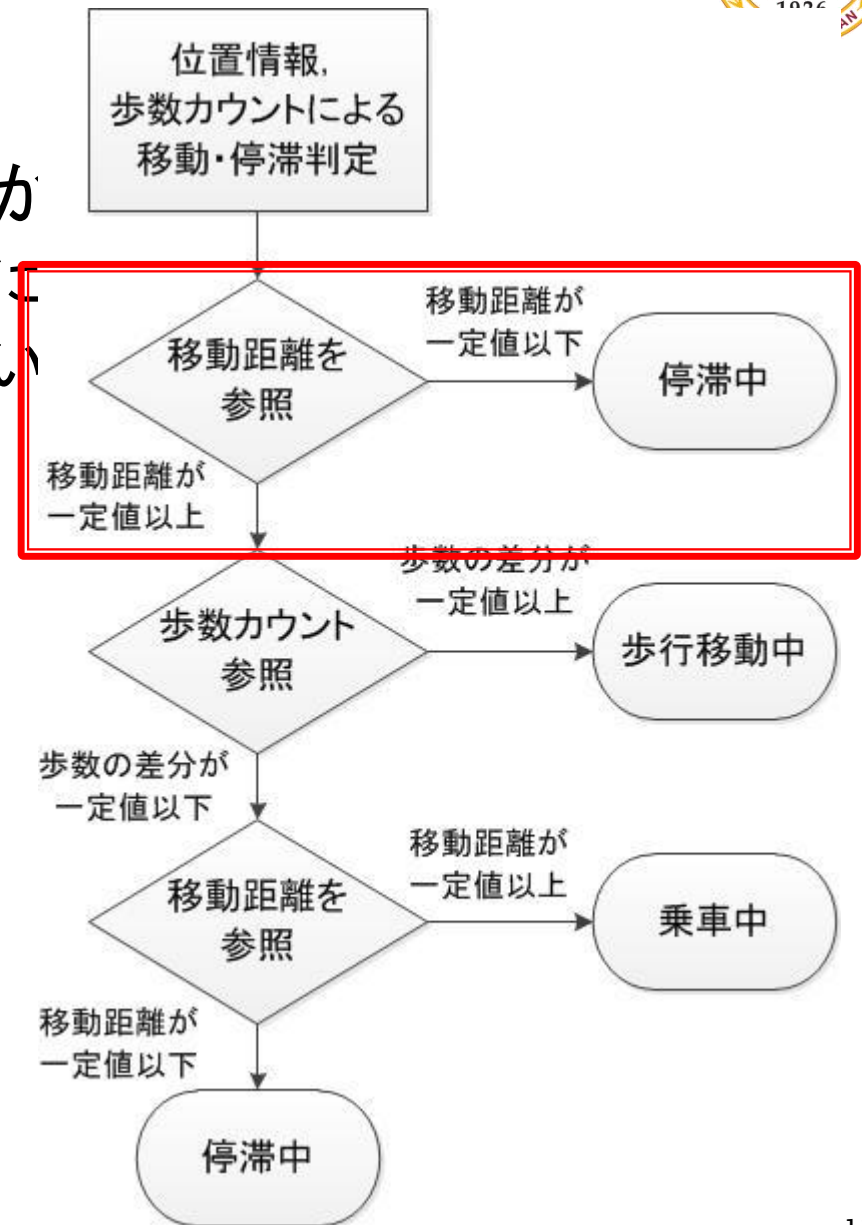 1926
AN
位置情報,
歩数カウントによる
移動・停滞判定
が
い
移動距離が
一定値以下
移動距離を
参照
停滞中
移動距離が
一定値以上
歩数の差分が
一定値以上
歩数カウント
参照
歩行移動中
歩数の差分が
一定値以下
移動距離が
一定値以上
移動距離を
参照
乗車中
移動距離が
一定値以下
停滞中